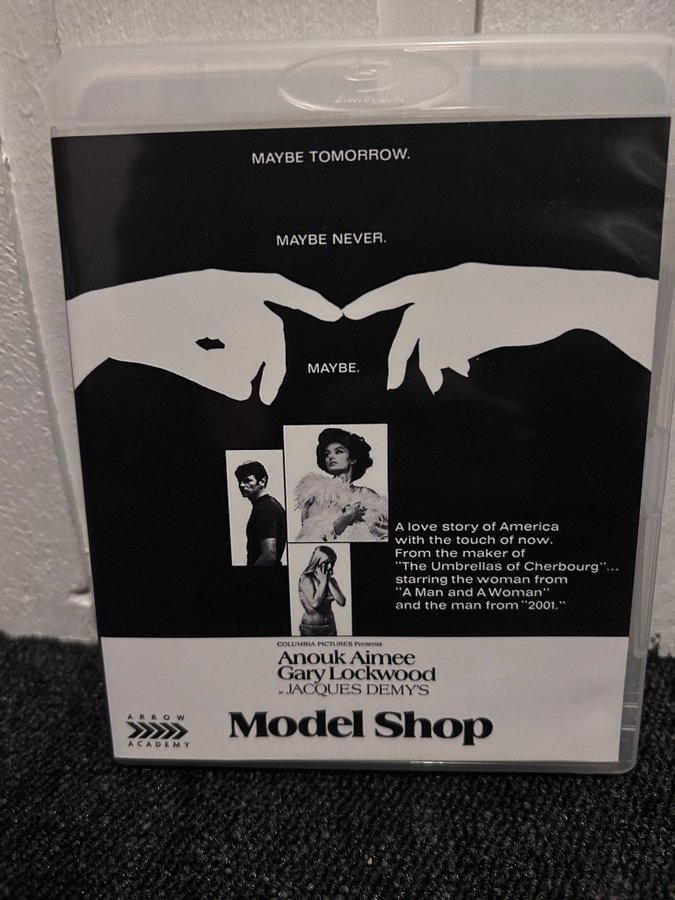 MAYBE TOMORROW.
MAYBE NEVER.
MAYBE.
A love story of America
with the touch of now.
From the maker of
"The Umbrellas of Cherbourg"...
starring the woman from
"A Man and A Woman"
and the man from "2001."
COLUMBIA PICTURES Presents
Anouk Aimee
Gary Lockwood
in JACQUES DEMY'S
Model Shop
ARROW
ACADEMY